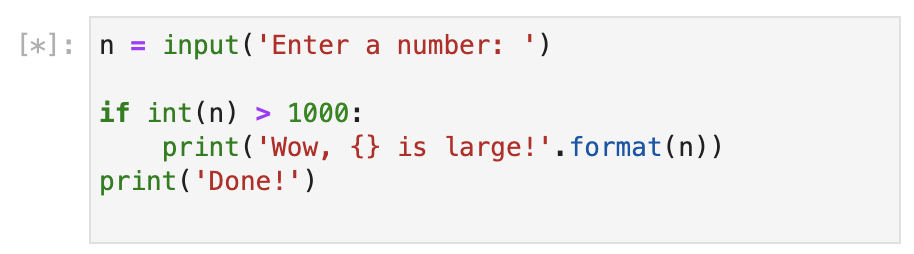 [*]: n = input('Enter a number: ')
if int(n) > 1000:
    print('Wow, {} is large!'.format(n))
print('Done!')